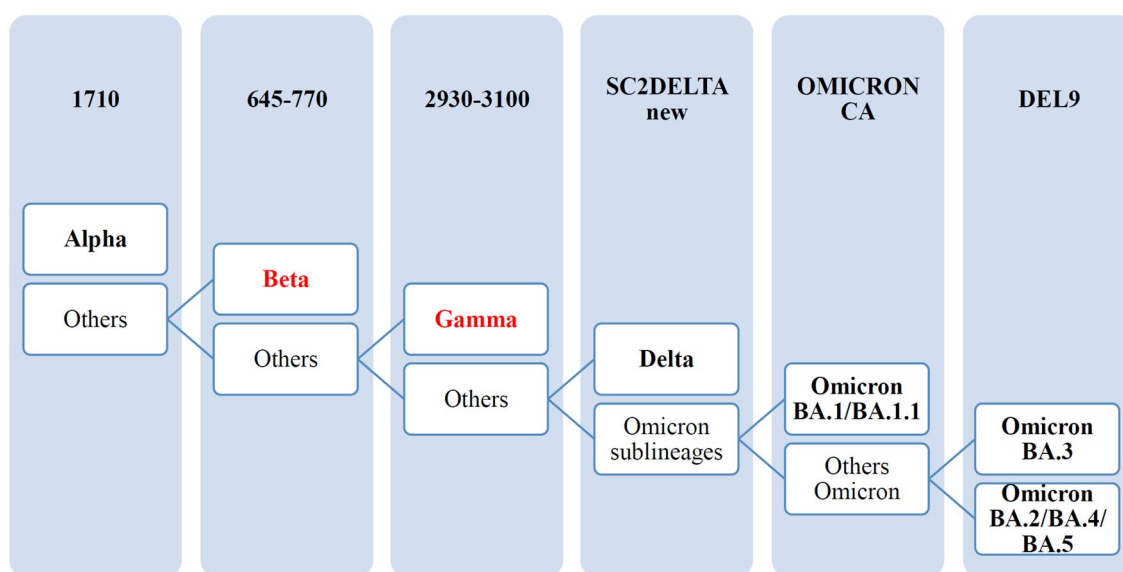 1710
645-770
2930-3100
SC2DELTA
new
OMICRON
CA
DEL9
Alpha
Others
Beta
Others
Gamma
Others
Delta
Omicron
sublineages
Omicron
BA.1/BA.1.1
Others
Omicron
Omicron
BA.3
Omicron
BA.2/BA.4/
BA.5